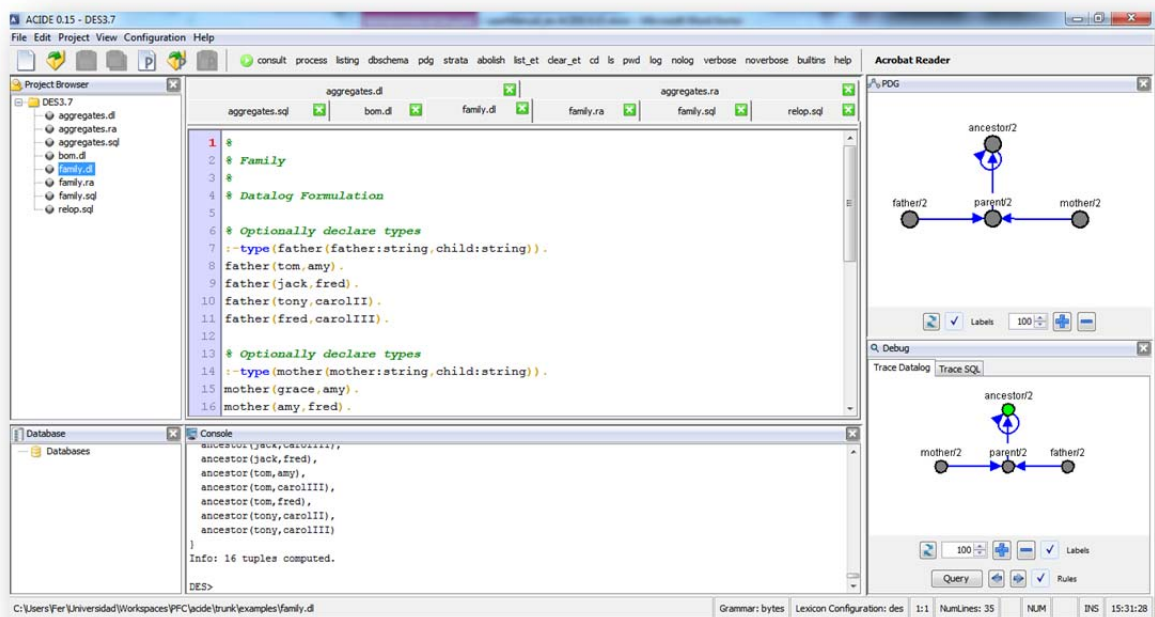 ACIDE 0.15 - DES3.7
File Edit Project View Configuration Help
consult process listing dbschema pdg strata abolish list_et clear_et cd ls pwd log nolog verbose noverbose builtins help Acrobat Reader
Project Browser
DES3.7
aggregates.dl
aggregates.ra
aggregates.sql
bom.dl
family.dl
family.ra
family.sql
relop.sql
aggregates.dl aggregates.ra
aggregates.sql bom.dl family.dl family.ra family.sql relop.sql
1 %
2 % Family
3 %
4 % Datalog Formulation
5
6 % Optionally declare types
7 :-type(father(father:string,child:string)).
8 father(tom,amy).
9 father(jack,fred).
10 father(tony,carolII).
11 father(fred,carolIII).
12
13 % Optionally declare types
14 :-type(mother(mother:string,child:string)).
15 mother(grace,amy).
16 mother(amy,fred).
PDG
ancestor/2
father/2 parent/2 mother/2
Labels 100
Debug
Trace Datalog Trace SQL
ancestor/2
mother/2 parent/2 father/2
100 Labels
Query Rules
Database
Databases
Console
ancestor(jack,carolIII),
ancestor(jack,fred),
ancestor(tom,amy),
ancestor(tom,carolIII),
ancestor(tom,fred),
ancestor(tony,carolII),
ancestor(tony,carolIII)
}
Info: 16 tuples computed.
DES>
C:\Users\Fer\Universidad\Workspaces\PFC\acide\trunk\examples\family.dl Grammar: bytes Lexicon Configuration: des 1:1 NumLines: 35 NUM INS 15:31:28